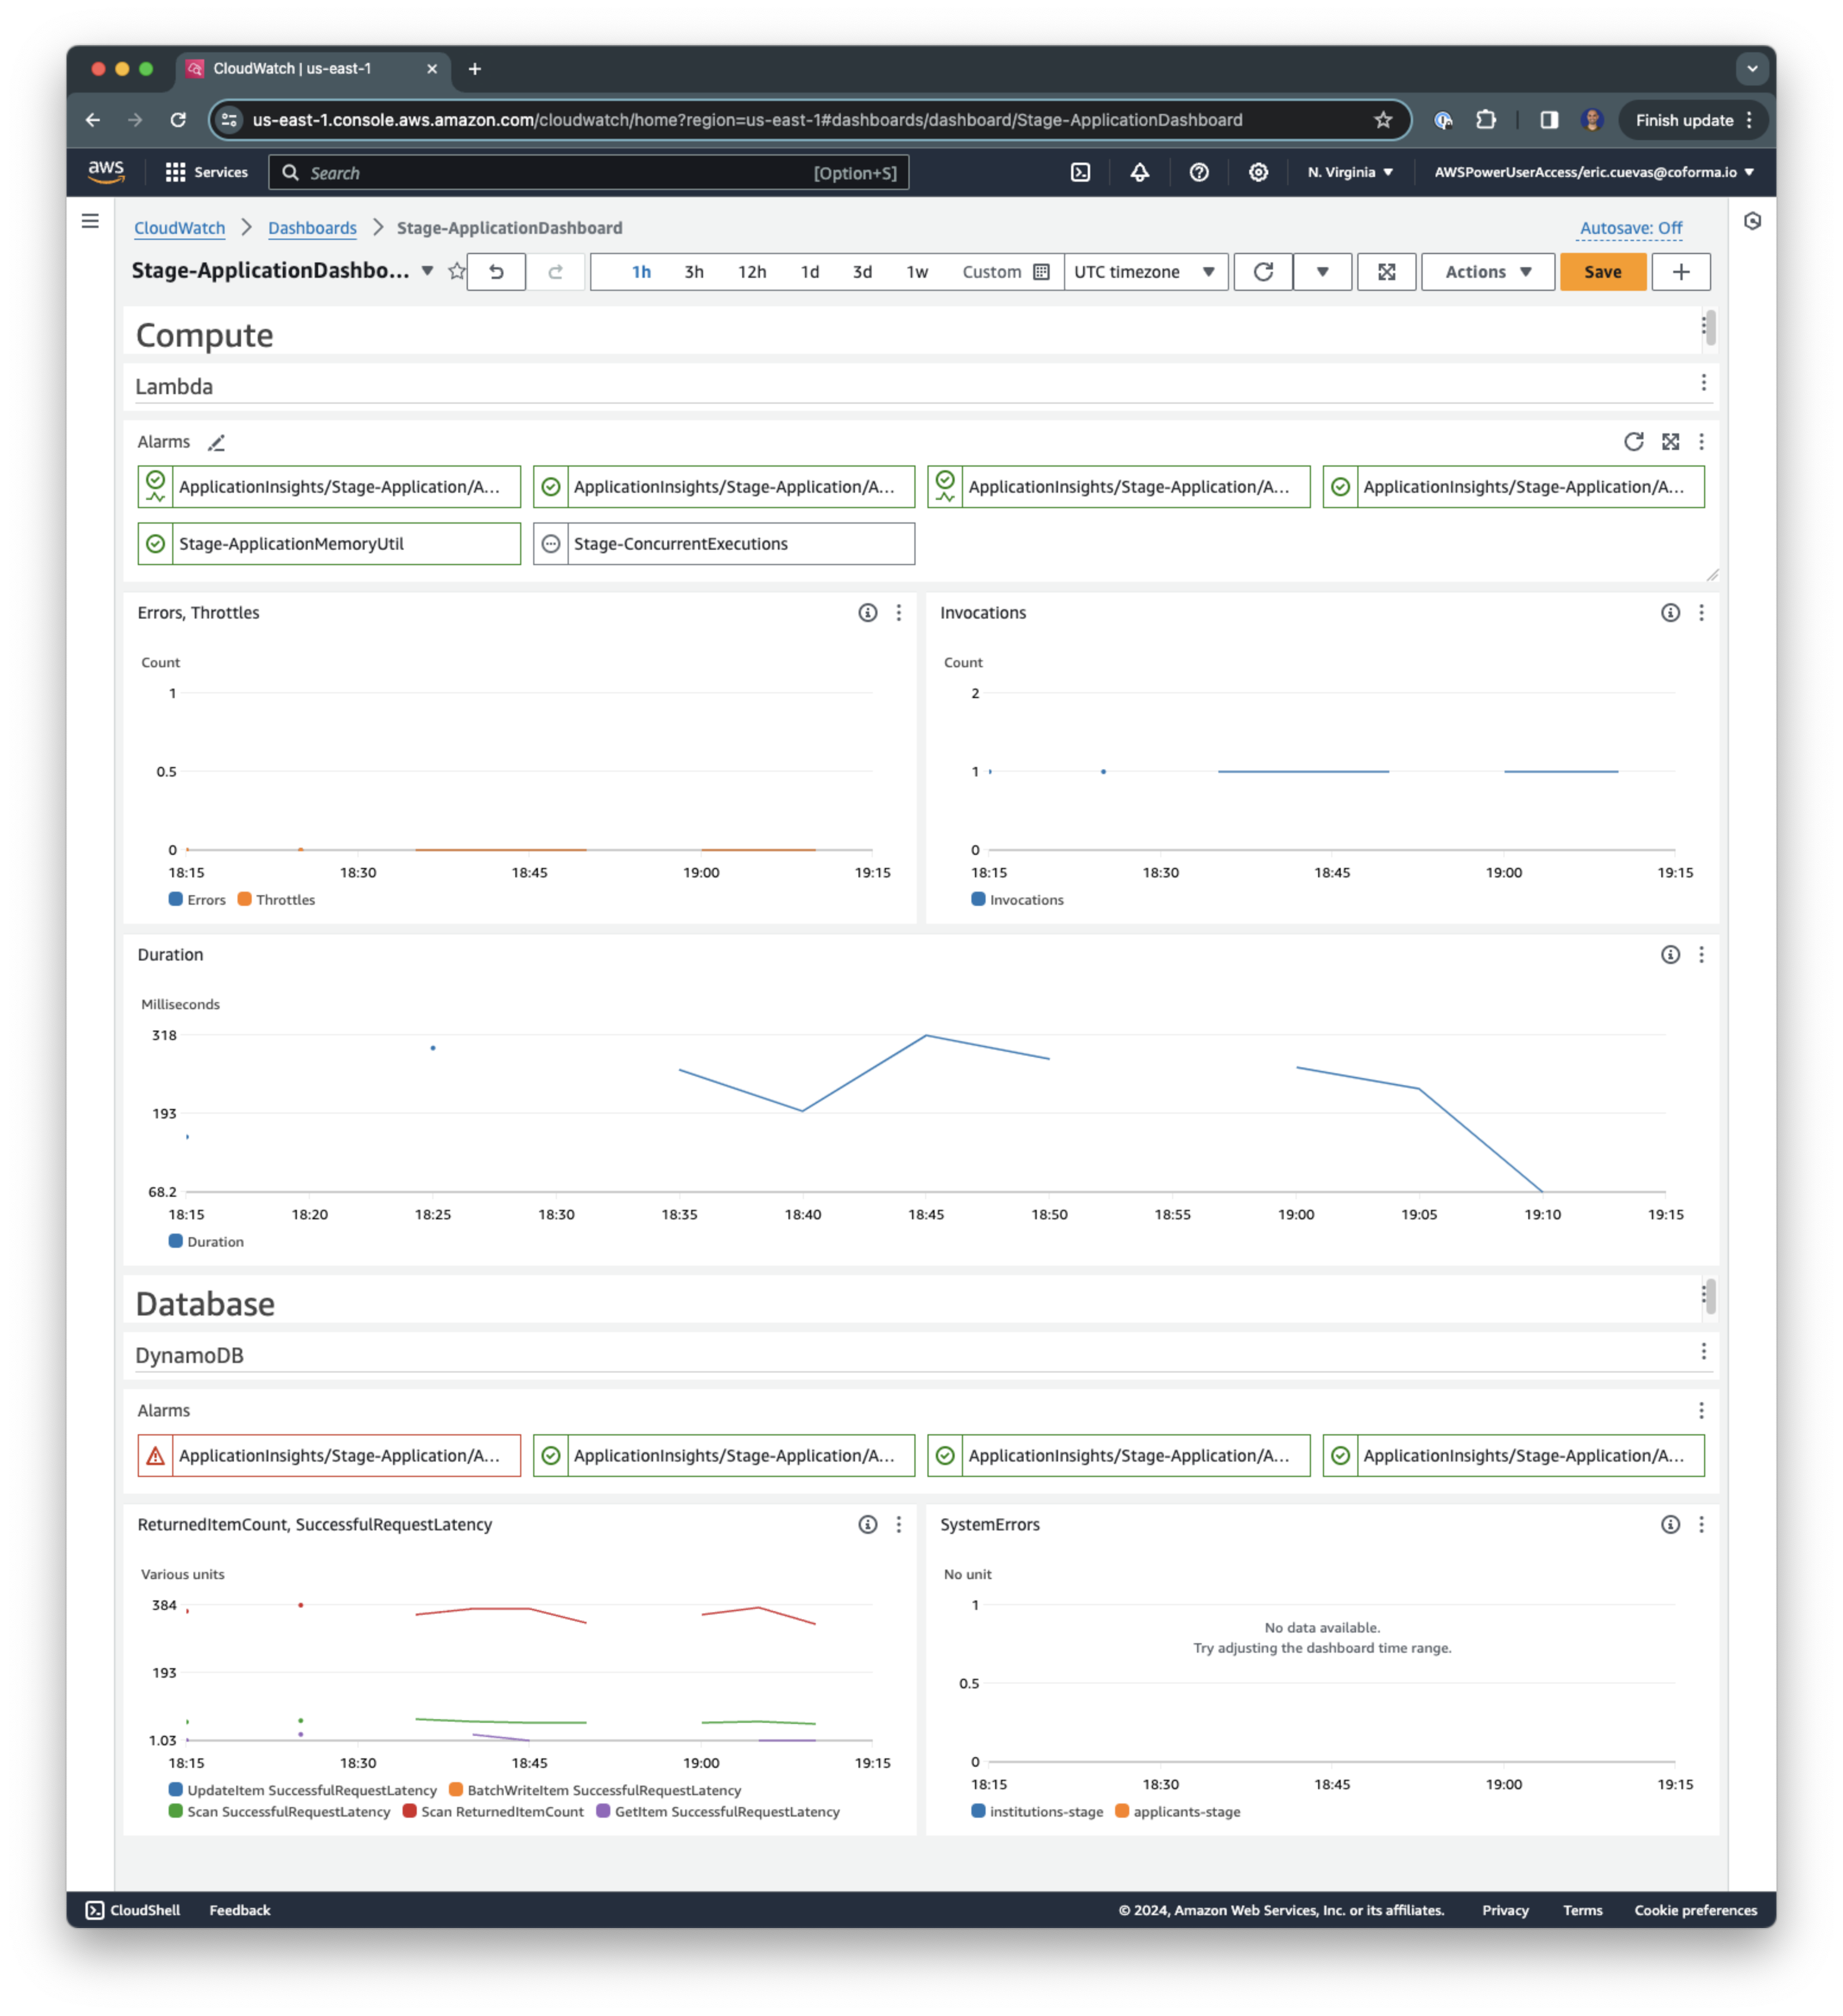 CloudWatch | us-east-1
us-east-1.console.aws.amazon.com/cloudwatch/home?region=us-east-1#dashboards/dashboard/Stage-ApplicationDashboard
Finish update
aws
Services
Search
[Option+S]
N. Virginia
AWSPowerUserAccess/eric.cuevas@coforma.io
CloudWatch
Dashboards
Stage-ApplicationDashboard
Autosave: Off
Stage-ApplicationDashbo...
1h 3h 12h 1d 3d 1w Custom
UTC timezone
Actions
Save
Compute
Lambda
Alarms
ApplicationInsights/Stage-Application/A...
ApplicationInsights/Stage-Application/A...
ApplicationInsights/Stage-Application/A...
ApplicationInsights/Stage-Application/A...
Stage-ApplicationMemoryUtil
Stage-ConcurrentExecutions
Errors, Throttles
Count
1
0.5
0
18:15 18:30 18:45 19:00 19:15
Errors Throttles
Invocations
Count
2
1
0
18:15 18:30 18:45 19:00 19:15
Invocations
Duration
Milliseconds
318
193
68.2
18:15 18:20 18:25 18:30 18:35 18:40 18:45 18:50 18:55 19:00 19:05 19:10 19:15
Duration
Database
DynamoDB
Alarms
ApplicationInsights/Stage-Application/A...
ApplicationInsights/Stage-Application/A...
ApplicationInsights/Stage-Application/A...
ApplicationInsights/Stage-Application/A...
ReturnedItemCount, SuccessfulRequestLatency
Various units
384
193
1.03
18:15 18:30 18:45 19:00 19:15
UpdateItem SuccessfulRequestLatency BatchWriteItem SuccessfulRequestLatency
Scan SuccessfulRequestLatency Scan ReturnedItemCount GetItem SuccessfulRequestLatency
SystemErrors
No unit
1
No data available.
Try adjusting the dashboard time range.
0.5
0
18:15 18:30 18:45 19:00 19:15
institutions-stage applicants-stage
CloudShell Feedback
© 2024, Amazon Web Services, Inc. or its affiliates. Privacy Terms Cookie preferences